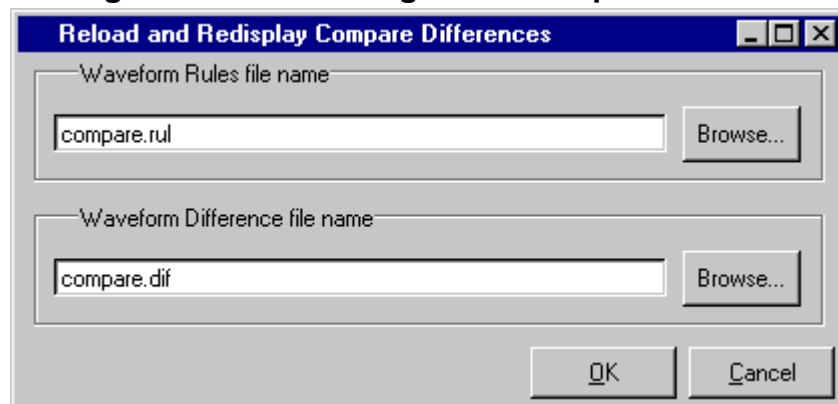 Reload and Redisplay Compare Differences
Waveform Rules file name
compare.rul
Browse...
Waveform Difference file name
compare.dif
Browse...
OK
Cancel